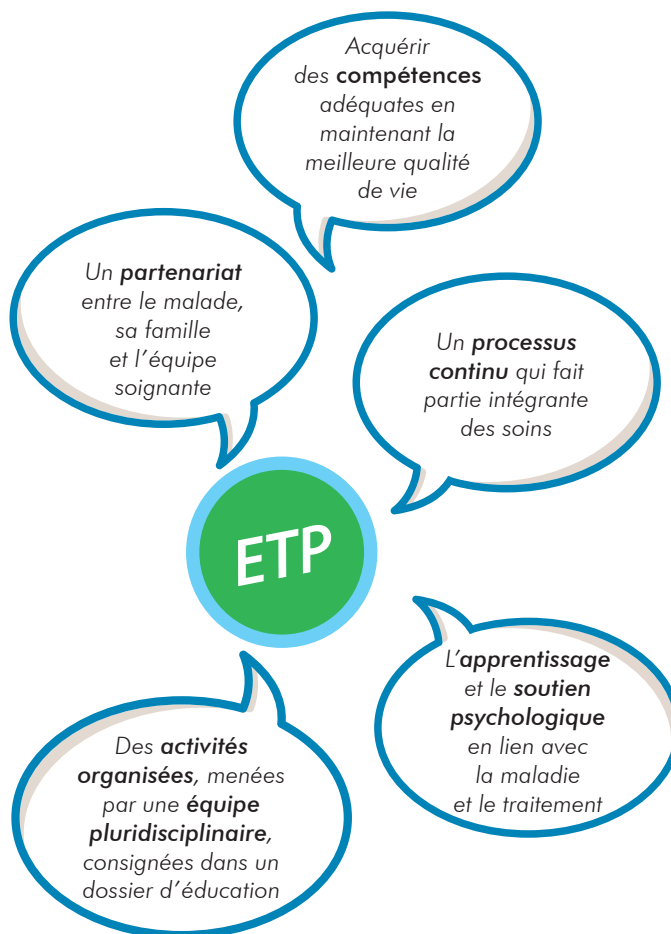 Acquérir
des compétences
adéquates en
maintenant la
meilleure qualité
de vie
Un partenariat
entre le malade,
sa famille
et l'équipe
soignante
Un processus
continu qui fait
partie intégrante
des soins
ETP
L'apprentissage
et le soutien
psychologique
en lien avec
la maladie
et le traitement
Des activités
organisées, menées
par une équipe
pluridisciplinaire,
consignées dans un
dossier d'éducation